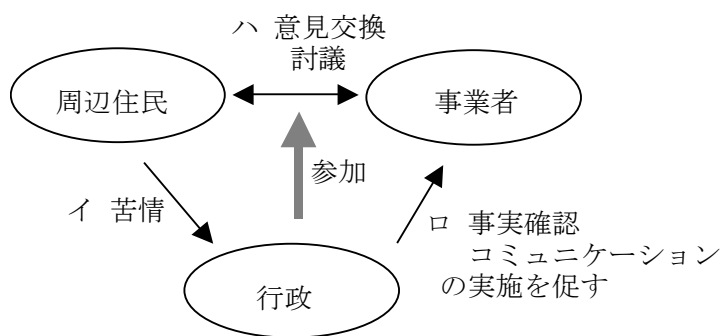 ハ 意見交換
討議
周辺住民
事業者
参加
イ 苦情
ロ 事実確認
コミュニケーション
の実施を促す
行政